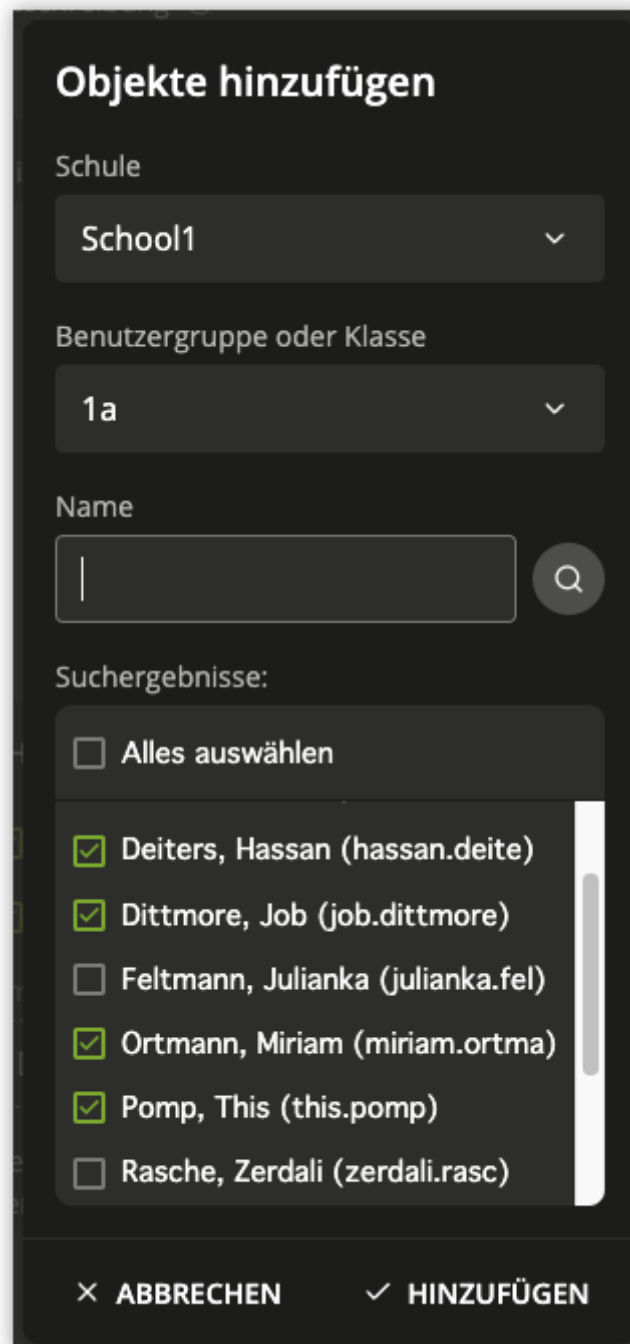 Objekte hinzufügen
Schule
School1
Benutzergruppe oder Klasse
1a
Name
Suchergebnisse:
Alles auswählen
Deiters, Hassan (hassan.deite)
Dittmore, Job (job.dittmore)
Feltmann, Julianka (julianka.fel)
Ortmann, Miriam (miriam.ortma)
Pomp, This (this.pomp)
Rasche, Zerdali (zerdali.rasc)
ABBRECHEN HINZUFÜGEN